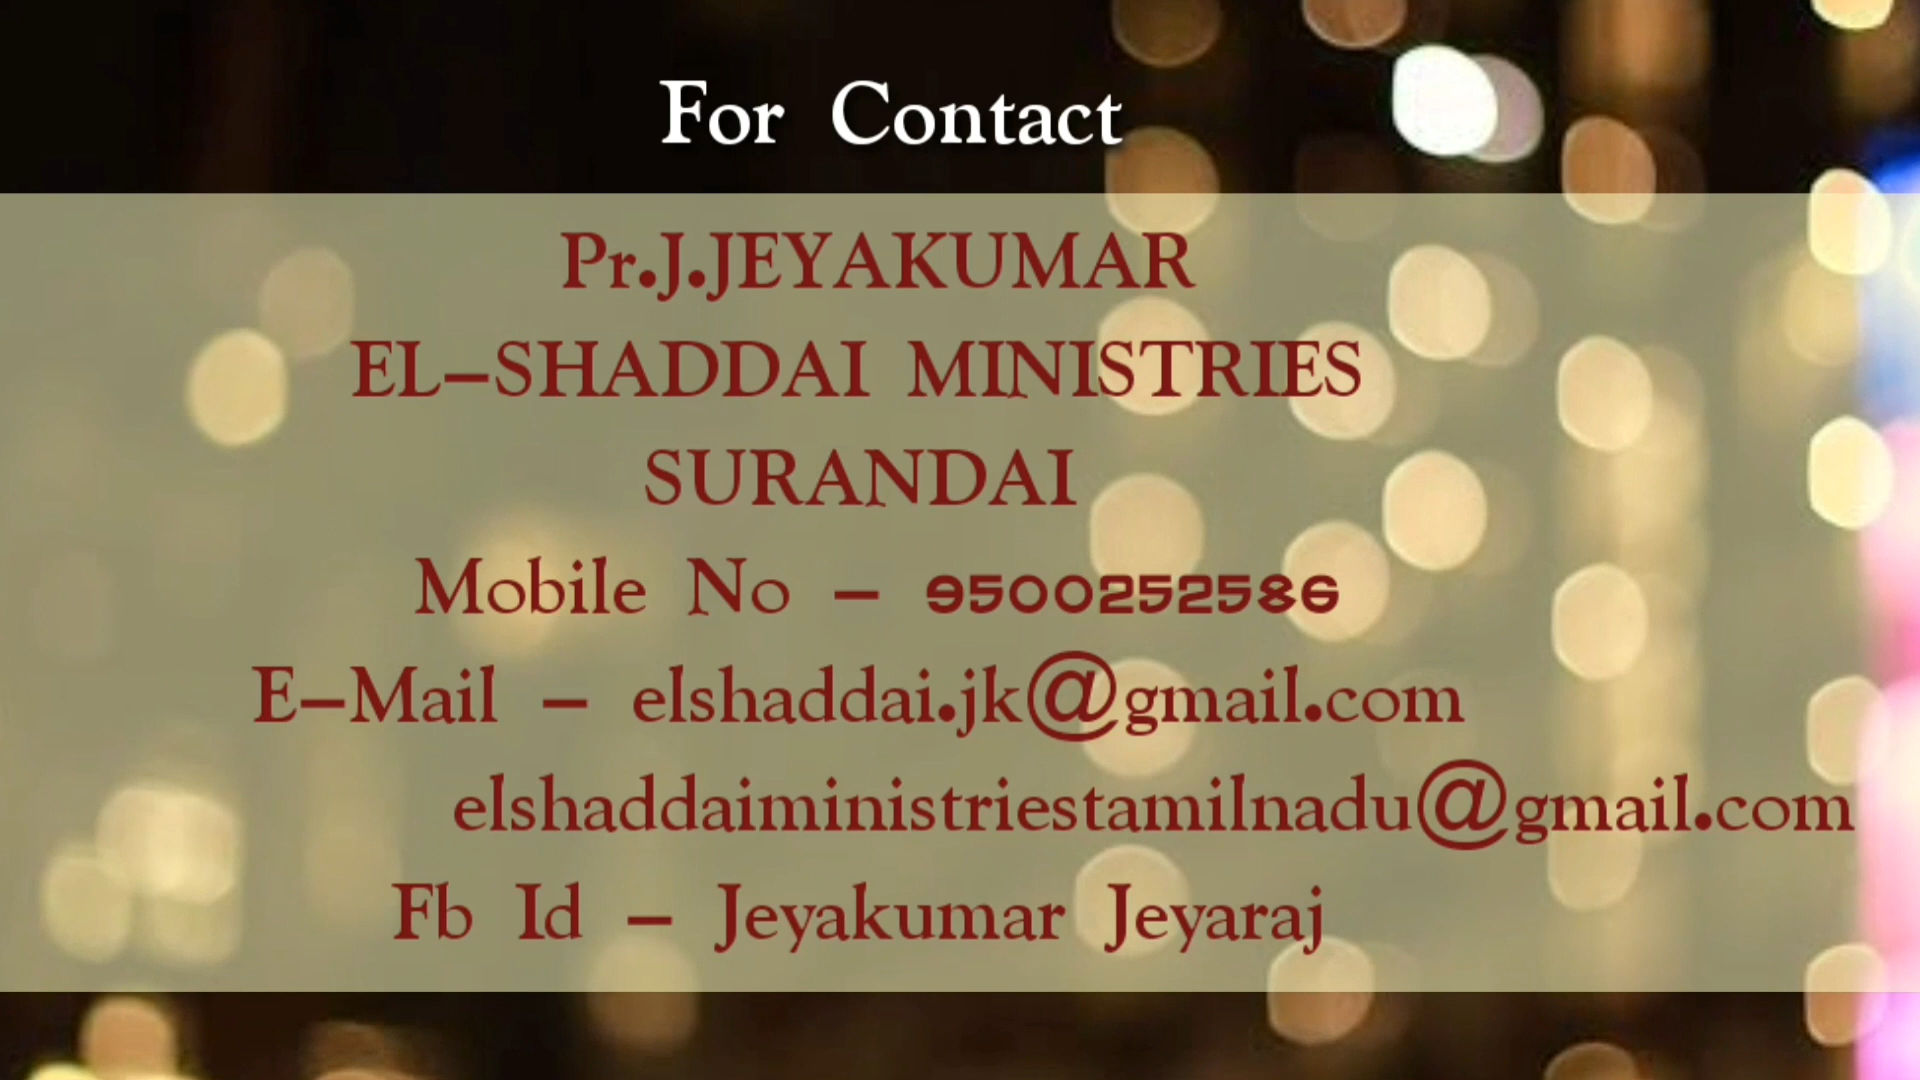 For Contact
Pr.J.JEYAKUMAR
EL-SHADDAI MINISTRIES
SURANDAI
Mobile No - 9500252586
E-Mail - elshaddai.jk@gmail.com
elshaddaiministriestamilnadu@gmail.com
Fb Id - Jeyakumar Jeyaraj